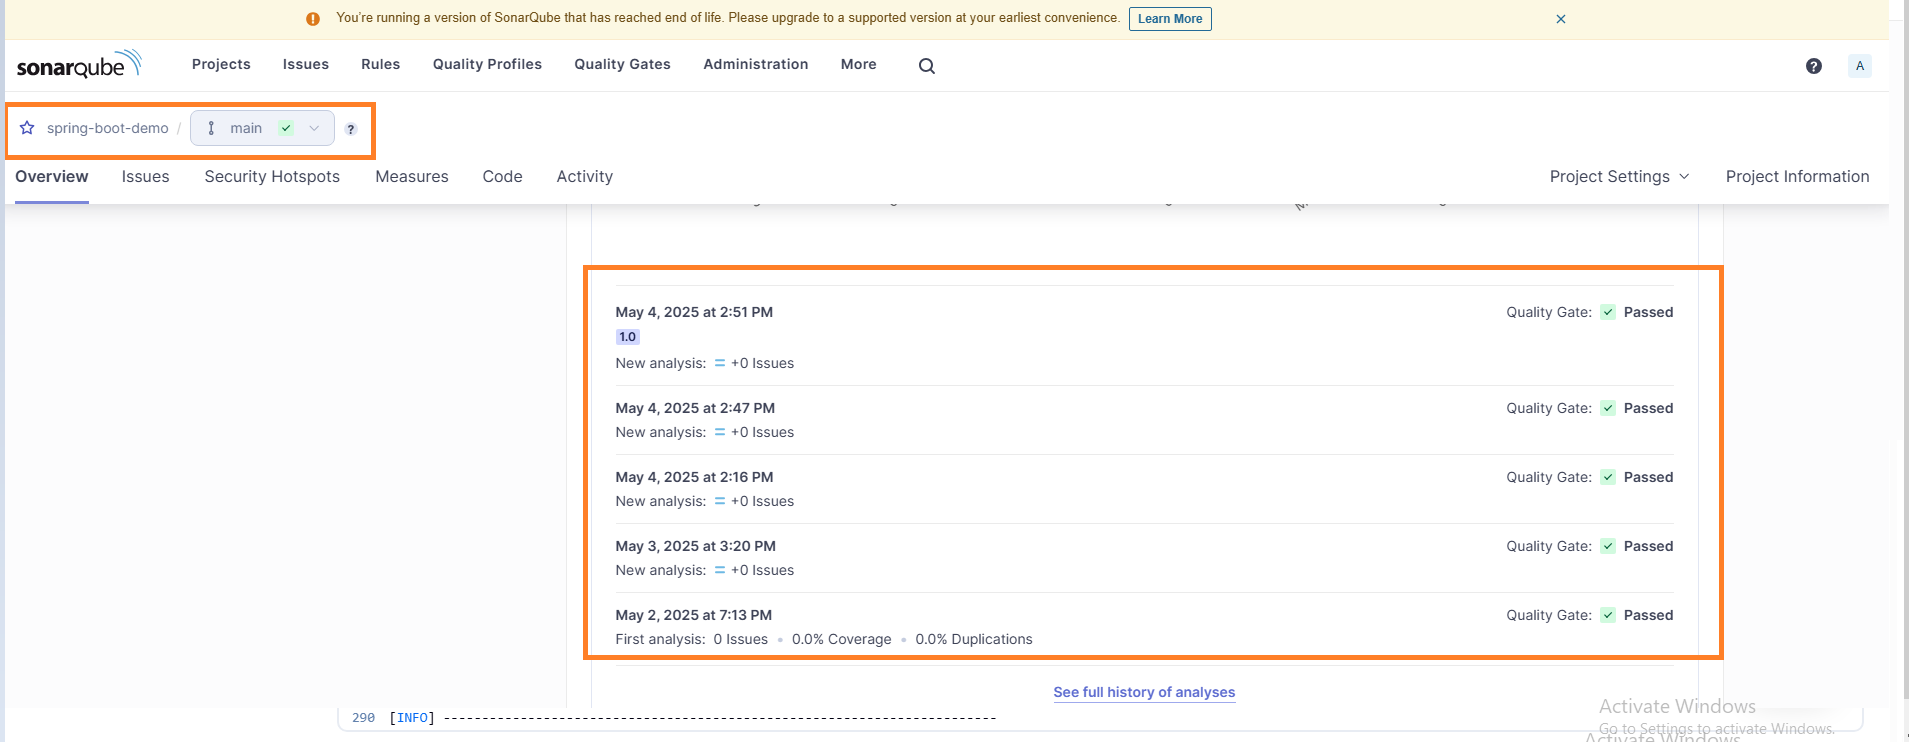 You're running a version of SonarQube that has reached end of life. Please upgrade to a supported version at your earliest convenience. Learn More
sonarqube Projects Issues Rules Quality Profiles Quality Gates Administration More A
spring-boot-demo / main
Overview Issues Security Hotspots Measures Code Activity Project Settings Project Information
May 4, 2025 at 2:51 PM Quality Gate: Passed
1.0
New analysis: +0 Issues
May 4, 2025 at 2:47 PM Quality Gate: Passed
New analysis: +0 Issues
May 4, 2025 at 2:16 PM Quality Gate: Passed
New analysis: +0 Issues
May 3, 2025 at 3:20 PM Quality Gate: Passed
New analysis: +0 Issues
May 2, 2025 at 7:13 PM Quality Gate: Passed
First analysis: 0 Issues • 0.0% Coverage • 0.0% Duplications
See full history of analyses
Activate Windows
290 [INFO] ------------------------------------------------------------------------
Go to Settings to activate Windows.
Activate Windows